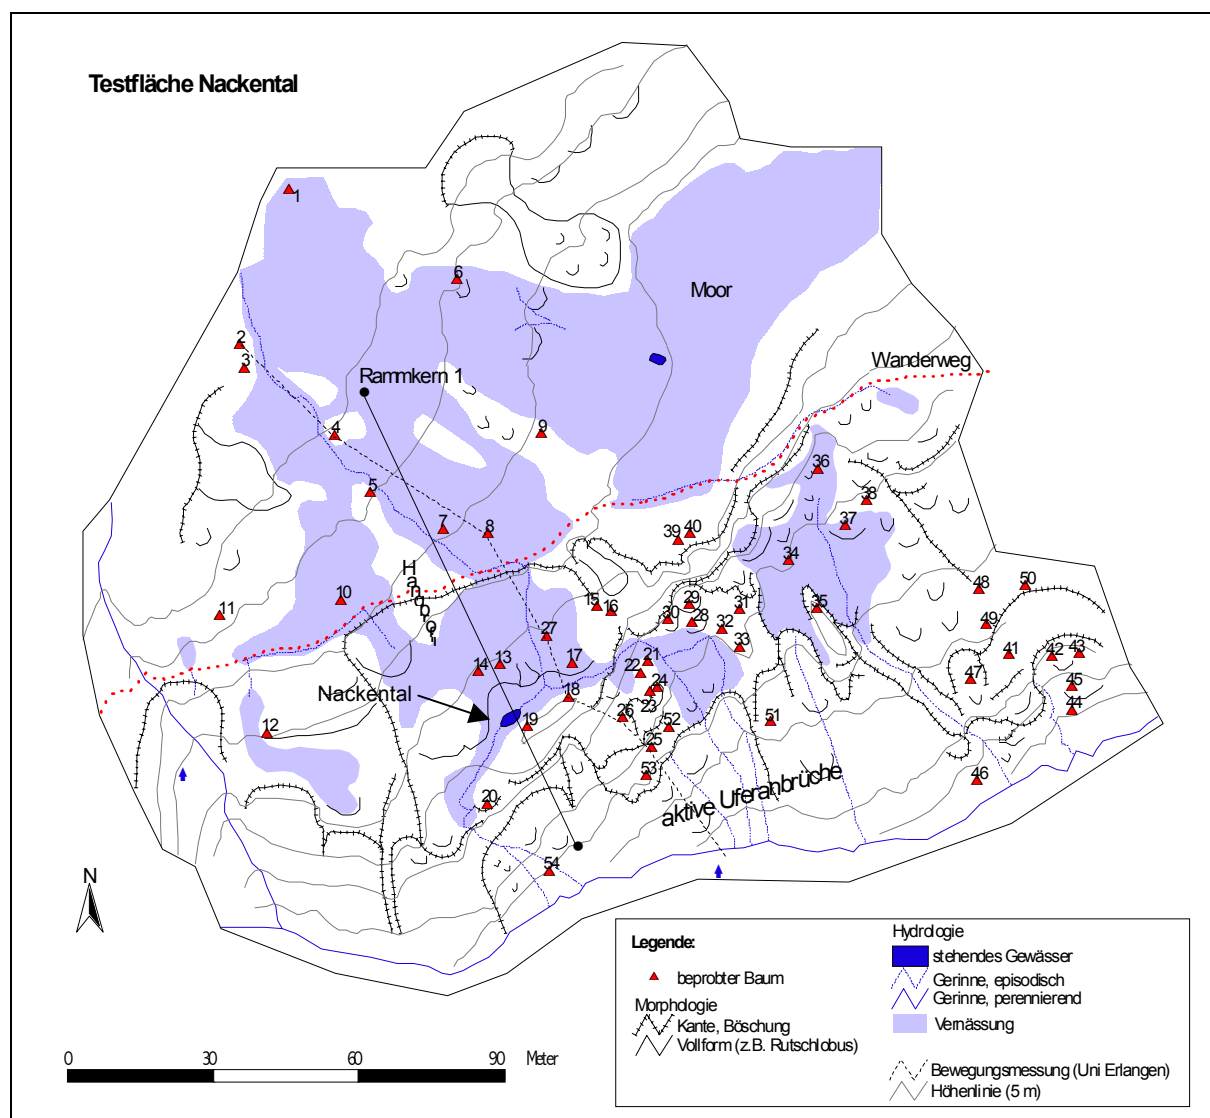 Testfläche Nackental
1
6
Moor
2
3
Wanderweg
Rammkern 1
4
9
36
5
38
7
8
37
39
40
34
Hangprofil
10
48
50
11
15
16
29
31
35
30
28
49
32
27
33
41
42
43
14
13
17
21
22
47
45
Nackental
24
18
23
44
12
19
26
52
51
25
53
46
aktive Uferanbrüche
20
54
N
Legende:
beprobter Baum
Morphologie
Kante, Böschung
Vollform (z.B. Rutschlobus)
Hydrologie
stehendes Gewässer
Gerinne, episodisch
Gerinne, perennierend
Vernässung
Bewegungsmessung (Uni Erlangen)
Höhenlinie (5 m)
0 30 60 90 Meter